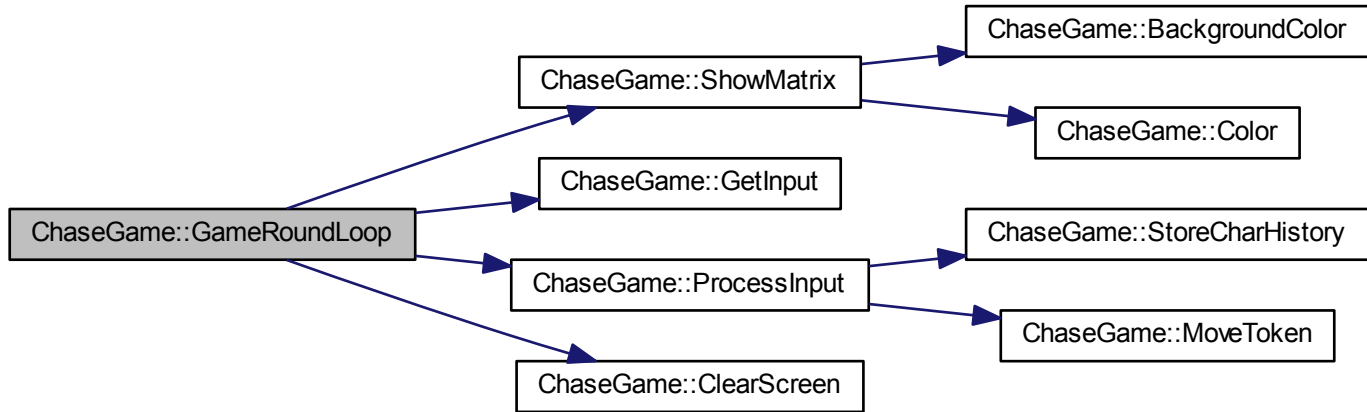 ChaseGame::GameRoundLoop
ChaseGame::ShowMatrix
ChaseGame::BackgroundColor
ChaseGame::Color
ChaseGame::GetInput
ChaseGame::ProcessInput
ChaseGame::StoreCharHistory
ChaseGame::MoveToken
ChaseGame::ClearScreen